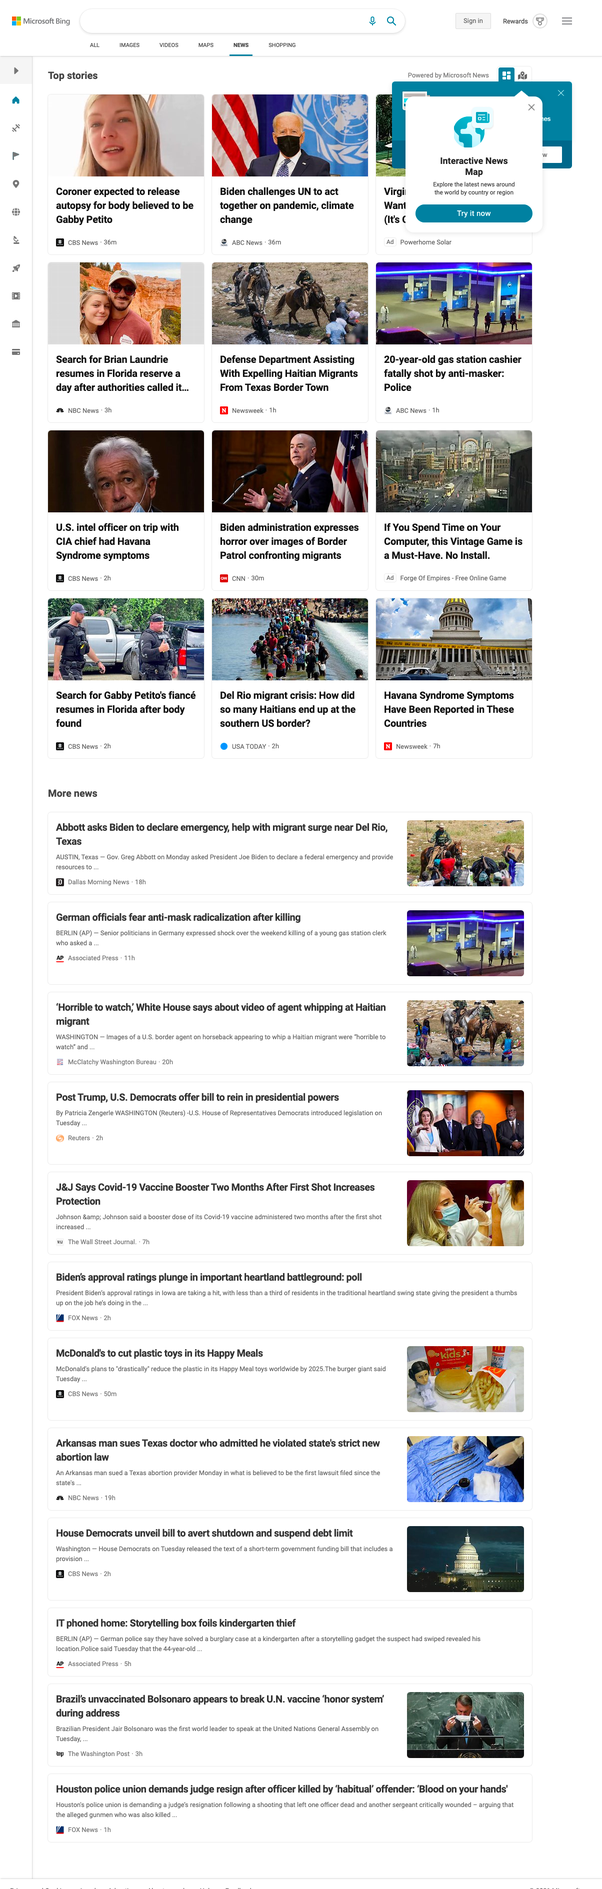 Microsoft Bing
Sign in
Rewards
ALL
IMAGES
VIDEOS
MAPS
NEWS
SHOPPING
Top stories
Powered by Microsoft News
Interactive News
Map
Explore the latest news around
the world by country or region
Try it now
Coroner expected to release
autopsy for body believed to be
Gabby Petito
CBS News · 36m
Biden challenges UN to act
together on pandemic, climate
change
ABC News · 36m
Ad Powerhome Solar
Search for Brian Laundrie
resumes in Florida reserve a
day after authorities called it...
NBC News · 3h
Defense Department Assisting
With Expelling Haitian Migrants
From Texas Border Town
Newsweek · 1h
20-year-old gas station cashier
fatally shot by anti-masker:
Police
ABC News · 1h
U.S. intel officer on trip with
CIA chief had Havana
Syndrome symptoms
CBS News · 2h
Biden administration expresses
horror over images of Border
Patrol confronting migrants
CNN · 30m
If You Spend Time on Your
Computer, this Vintage Game is
a Must-Have. No Install.
Ad Forge Of Empires - Free Online Game
Search for Gabby Petito's fiancé
resumes in Florida after body
found
CBS News · 2h
Del Rio migrant crisis: How did
so many Haitians end up at the
southern US border?
USA TODAY · 2h
Havana Syndrome Symptoms
Have Been Reported in These
Countries
Newsweek · 7h
More news
Abbott asks Biden to declare emergency, help with migrant surge near Del Rio,
Texas
AUSTIN, Texas — Gov. Greg Abbott on Monday asked President Joe Biden to declare a federal emergency and provide
resources to ...
Dallas Morning News · 18h
German officials fear anti-mask radicalization after killing
BERLIN (AP) — Senior politicians in Germany expressed shock over the weekend killing of a young gas station clerk
who asked a ...
AP Associated Press · 11h
'Horrible to watch,' White House says about video of agent whipping at Haitian
migrant
WASHINGTON — Images of a U.S. border agent on horseback appearing to whip a Haitian migrant were "horrible to
watch" and ...
McClatchy Washington Bureau · 20h
Post Trump, U.S. Democrats offer bill to rein in presidential powers
By Patricia Zengerle WASHINGTON (Reuters) -U.S. House of Representatives Democrats introduced legislation on
Tuesday ...
Reuters · 2h
J&J Says Covid-19 Vaccine Booster Two Months After First Shot Increases
Protection
Johnson &amp; Johnson said a booster dose of its Covid-19 vaccine administered two months after the first shot
increased ...
The Wall Street Journal. · 7h
Biden's approval ratings plunge in important heartland battleground: poll
President Biden's approval ratings in Iowa are taking a hit, with less than a third of residents in the traditional heartland swing state giving the president a thumbs
up on the job he's doing in the ...
FOX News · 2h
McDonald's to cut plastic toys in its Happy Meals
McDonald's plans to "drastically" reduce the plastic in its Happy Meal toys worldwide by 2025.The burger giant said
Tuesday ...
CBS News · 50m
Arkansas man sues Texas doctor who admitted he violated state's strict new
abortion law
An Arkansas man sued a Texas abortion provider Monday in what is believed to be the first lawsuit filed since the
state's ...
NBC News · 19h
House Democrats unveil bill to avert shutdown and suspend debt limit
Washington — House Democrats on Tuesday released the text of a short-term government funding bill that includes a
provision ...
CBS News · 2h
IT phoned home: Storytelling box foils kindergarten thief
BERLIN (AP) — German police say they have solved a burglary case at a kindergarten after a storytelling gadget the suspect had swiped revealed his
location.Police said Tuesday that the 44-year-old ...
AP Associated Press · 5h
Brazil's unvaccinated Bolsonaro appears to break U.N. vaccine 'honor system'
during address
Brazilian President Jair Bolsonaro was the first world leader to speak at the United Nations General Assembly on
Tuesday, ...
The Washington Post · 3h
Houston police union demands judge resign after officer killed by 'habitual' offender: 'Blood on your hands'
Houston's police union is demanding a judge's resignation following a shooting that left one officer dead and another sergeant critically wounded – arguing that
the alleged gunmen who was also killed ...
FOX News · 1h